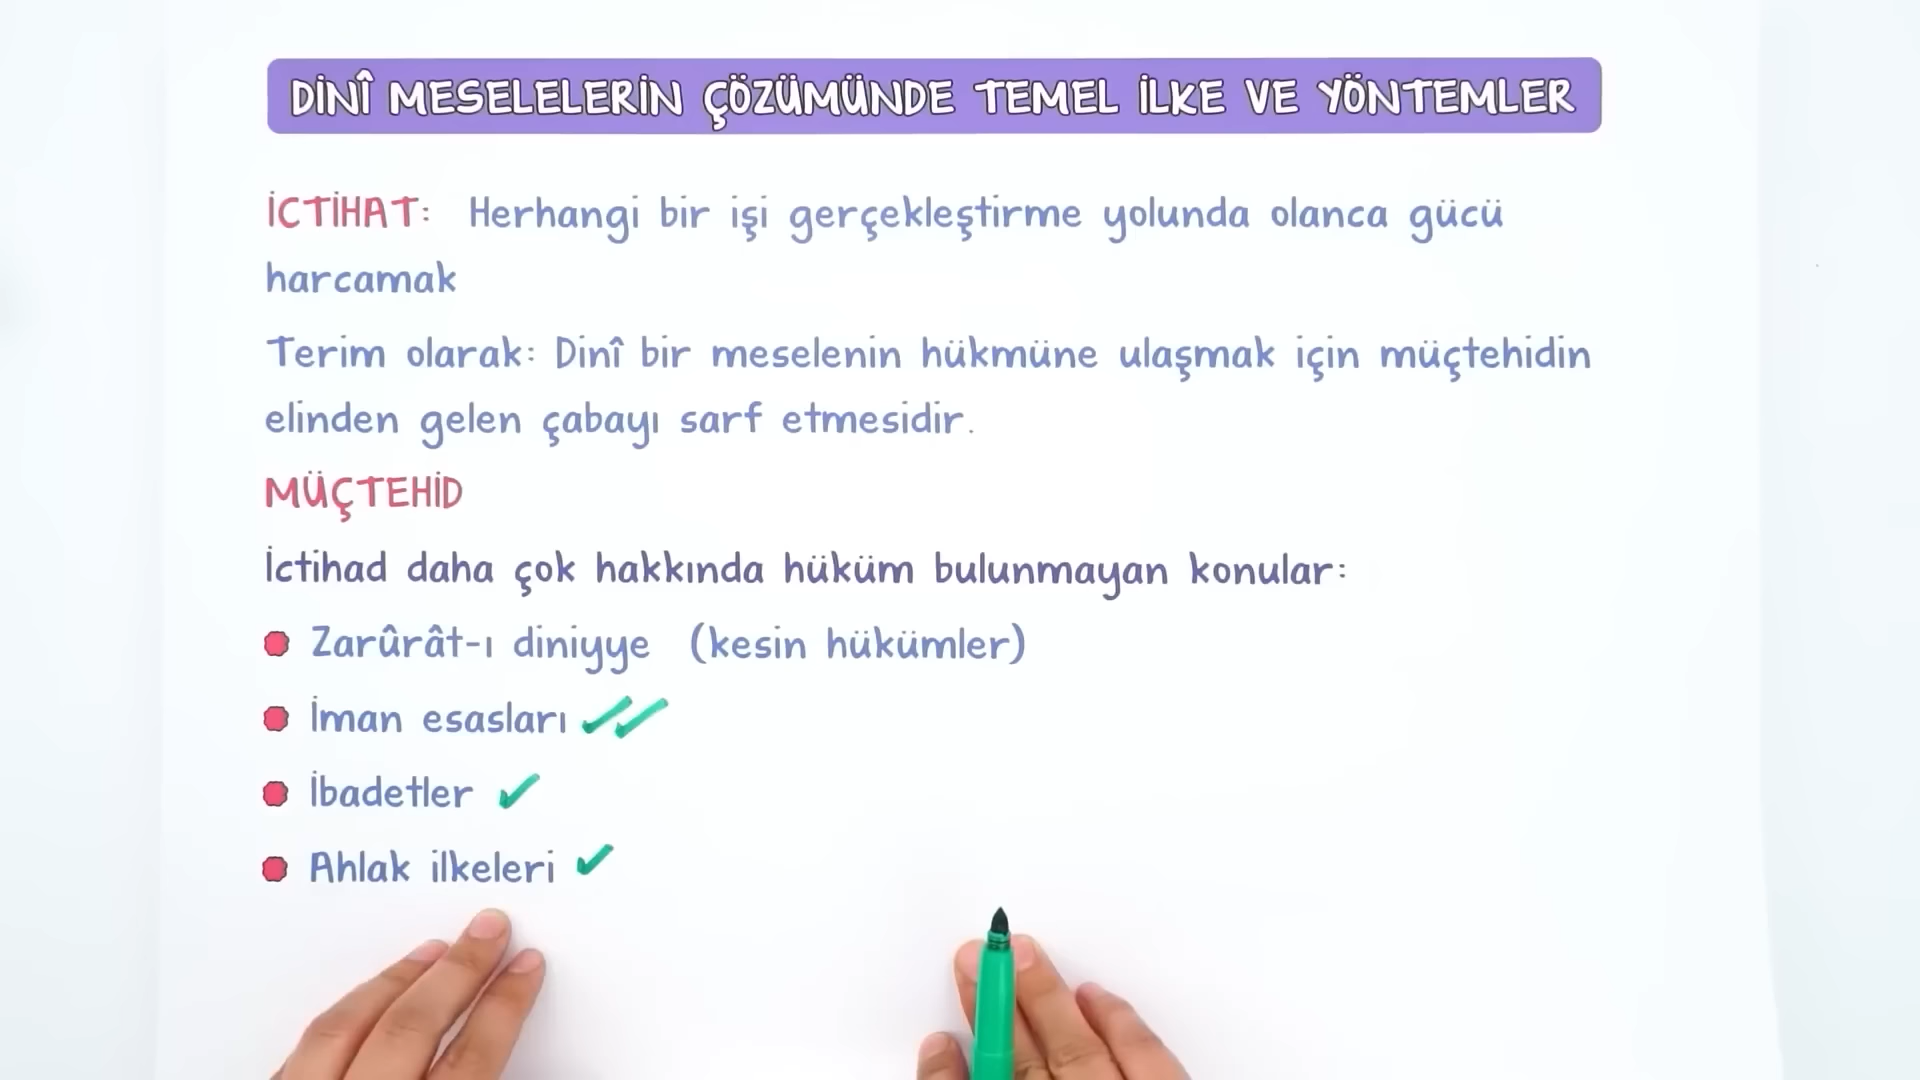 DİNÎ MESELELERİN ÇÖZÜMÜNDE TEMEL İLKE VE YÖNTEMLER
İCTİHAT: Herhangi bir işi gerçekleştirme yolunda olanca gücü
harcamak
Terim olarak: Dinî bir meselenin hükmüne ulaşmak için müçtehidin
elinden gelen çabayı sarf etmesidir.
MÜÇTEHİD
İctihad daha çok hakkında hüküm bulunmayan konular:
Zarûrât-ı diniyye (kesin hükümler)
İman esasları
İbadetler
Ahlak ilkeleri